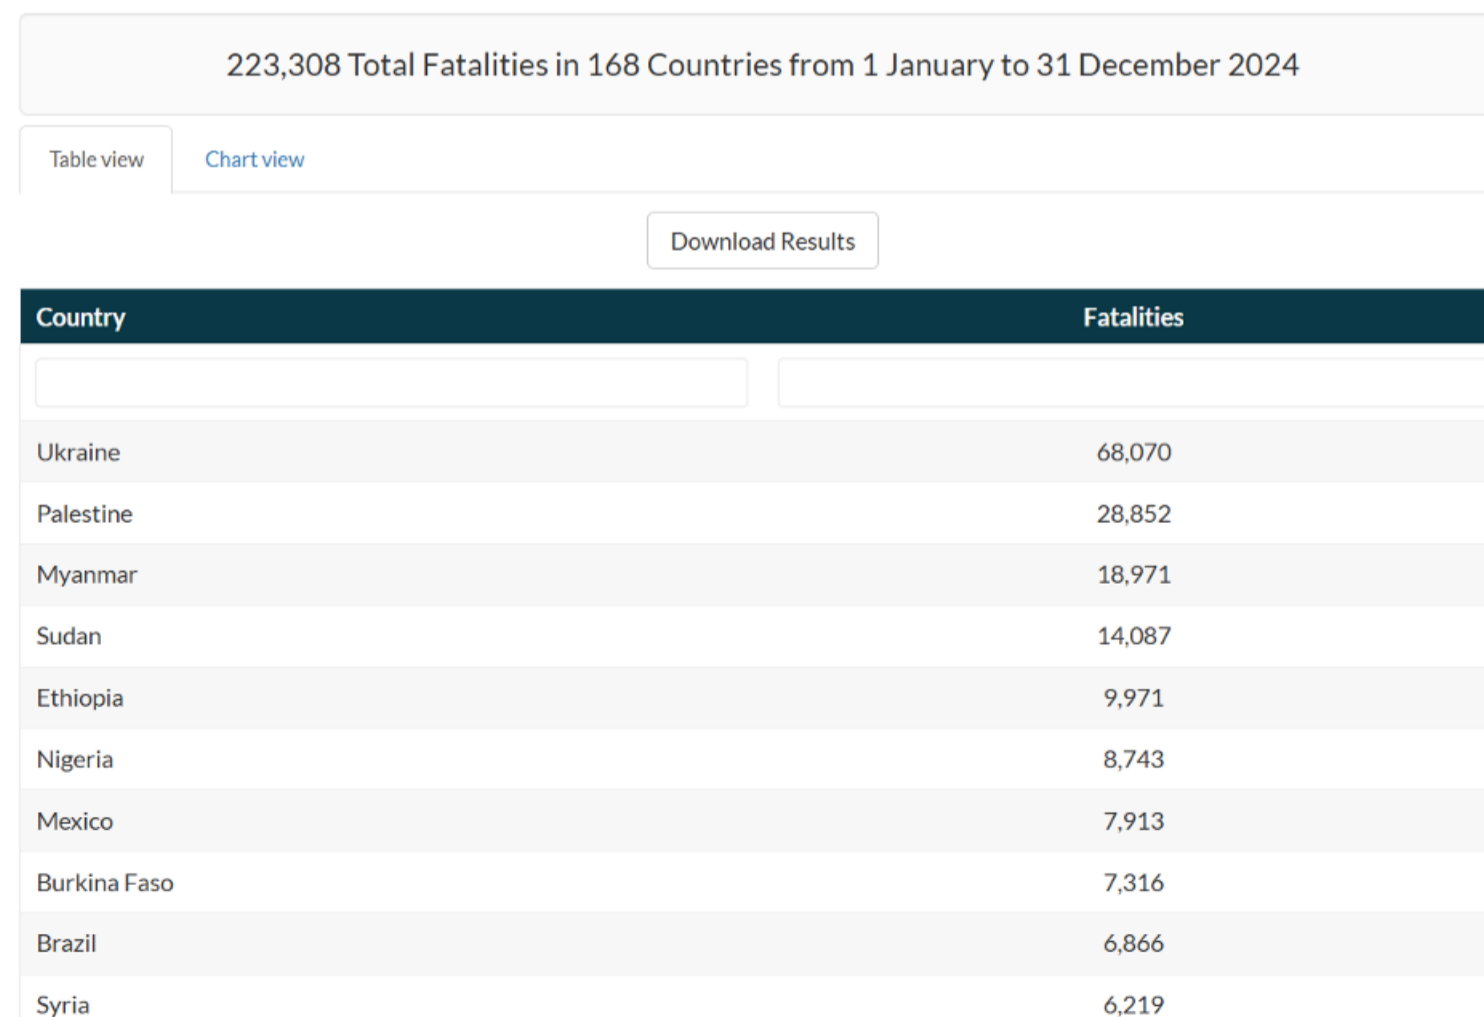 223,308 Total Fatalities in 168 Countries from 1 January to 31 December 2024
Table view Chart view
Download Results
Country Fatalities
Ukraine 68,070
Palestine 28,852
Myanmar 18,971
Sudan 14,087
Ethiopia 9,971
Nigeria 8,743
Mexico 7,913
Burkina Faso 7,316
Brazil 6,866
Syria 6,219